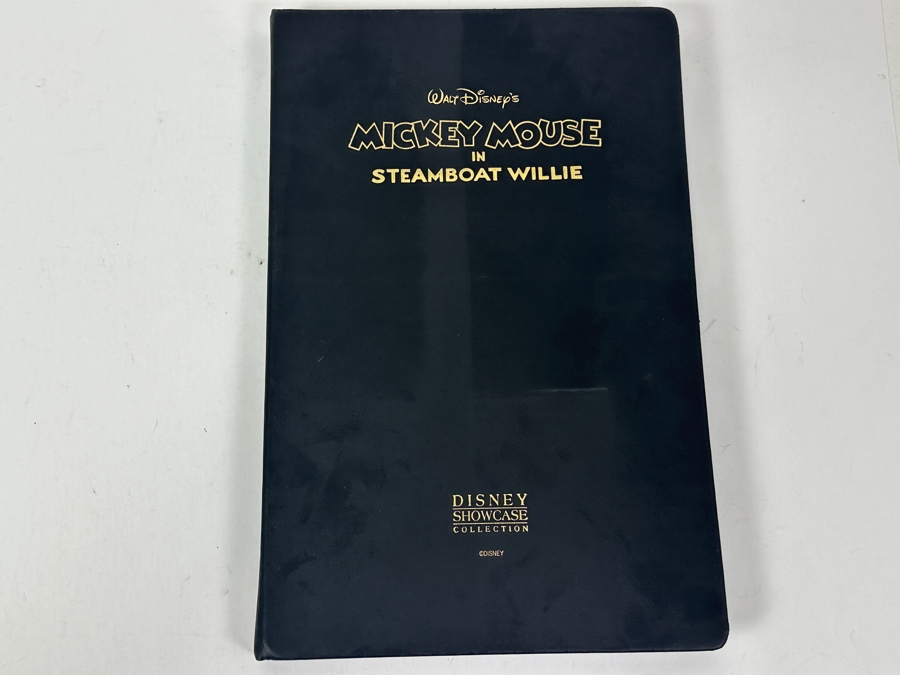 Walt Disney's
MICKEY MOUSE
IN
STEAMBOAT WILLIE
DISNEY
SHOWCASE
COLLECTION
©DISNEY